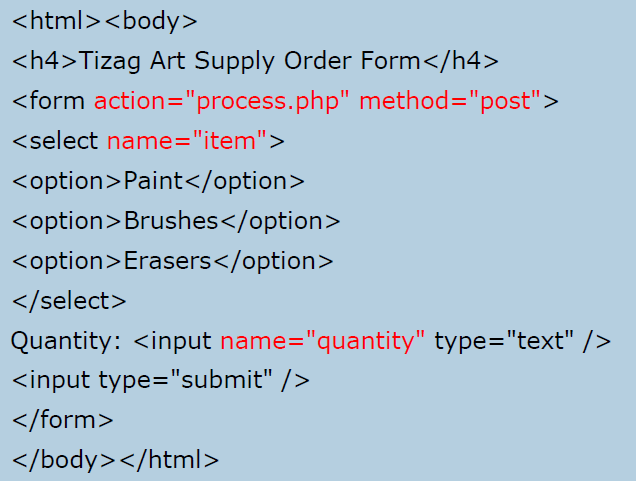 <html><body>
<h4>Tizag Art Supply Order Form</h4>
<form action="process.php" method="post">
<select name="item">
<option>Paint</option>
<option>Brushes</option>
<option>Erasers</option>
</select>
Quantity: <input name="quantity" type="text" />
<input type="submit" />
</form>
</body></html>